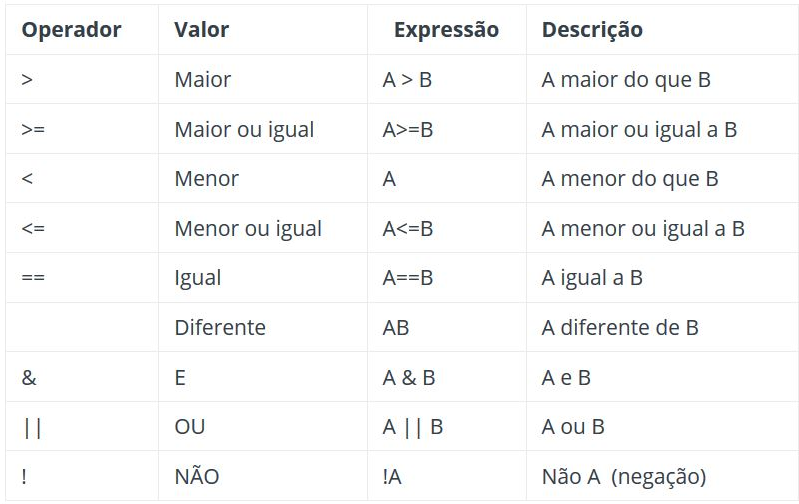 Operador Valor Expressão Descrição
> Maior A > B A maior do que B
>= Maior ou igual A>=B A maior ou igual a B
< Menor A A menor do que B
<= Menor ou igual A<=B A menor ou igual a B
== Igual A==B A igual a B
Diferente AB A diferente de B
& E A & B A e B
|| OU A || B A ou B
! NÃO !A Não A (negação)